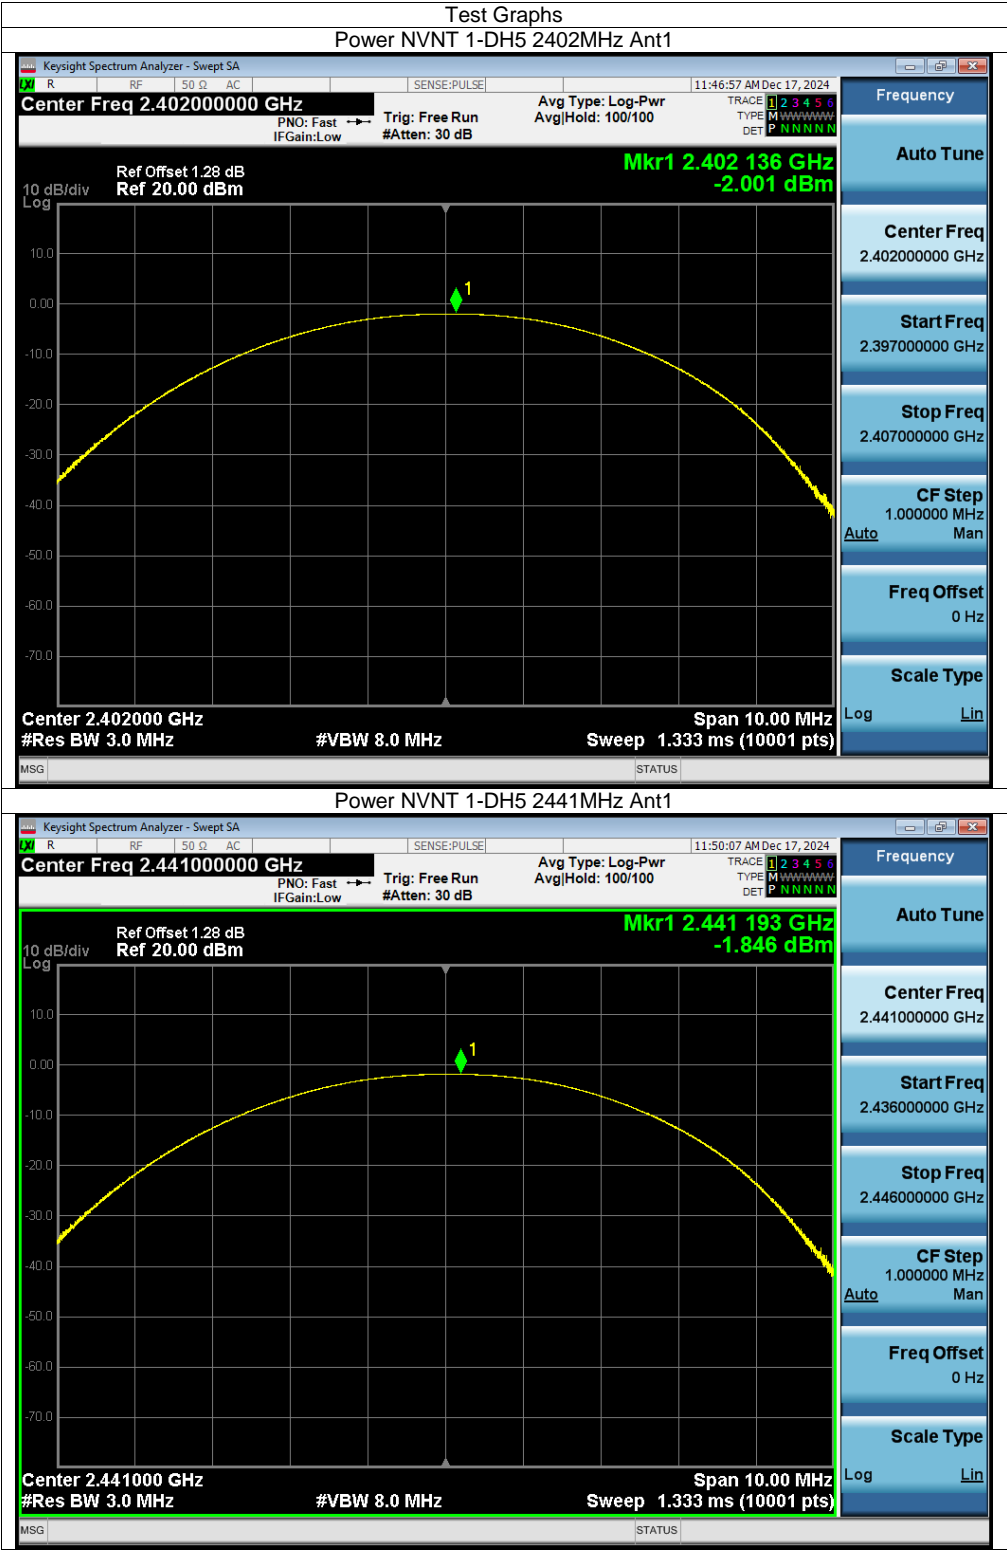 Test Graphs
Power NVNT 1-DH5 2402MHz Ant1
Keysight Spectrum Analyzer - Swept SA
LXI R RF 50 Ω AC SENSE:PULSE 11:46:57 AM Dec 17, 2024
Center Freq 2.402000000 GHz
PNO: Fast
IFGain:Low
Trig: Free Run
#Atten: 30 dB
Avg Type: Log-Pwr
Avg|Hold: 100/100
TRACE 1 2 3 4 5 6
TYPE M WWWWW
DET P N N N N N
Frequency
Auto Tune
Center Freq
2.402000000 GHz
Start Freq
2.397000000 GHz
Stop Freq
2.407000000 GHz
CF Step
1.000000 MHz
Auto Man
Freq Offset
0 Hz
Scale Type
Log Lin
Ref Offset 1.28 dB
10 dB/div Ref 20.00 dBm
Log
Mkr1 2.402 136 GHz
-2.001 dBm
1
10.0
0.00
-10.0
-20.0
-30.0
-40.0
-50.0
-60.0
-70.0
Center 2.402000 GHz Span 10.00 MHz
#Res BW 3.0 MHz #VBW 8.0 MHz Sweep 1.333 ms (10001 pts)
MSG STATUS
Power NVNT 1-DH5 2441MHz Ant1
Keysight Spectrum Analyzer - Swept SA
LXI R RF 50 Ω AC SENSE:PULSE 11:50:07 AM Dec 17, 2024
Center Freq 2.441000000 GHz
PNO: Fast
IFGain:Low
Trig: Free Run
#Atten: 30 dB
Avg Type: Log-Pwr
Avg|Hold: 100/100
TRACE 1 2 3 4 5 6
TYPE M WWWWW
DET P N N N N N
Frequency
Auto Tune
Center Freq
2.441000000 GHz
Start Freq
2.436000000 GHz
Stop Freq
2.446000000 GHz
CF Step
1.000000 MHz
Auto Man
Freq Offset
0 Hz
Scale Type
Log Lin
Ref Offset 1.28 dB
10 dB/div Ref 20.00 dBm
Log
Mkr1 2.441 193 GHz
-1.846 dBm
1
10.0
0.00
-10.0
-20.0
-30.0
-40.0
-50.0
-60.0
-70.0
Center 2.441000 GHz Span 10.00 MHz
#Res BW 3.0 MHz #VBW 8.0 MHz Sweep 1.333 ms (10001 pts)
MSG STATUS